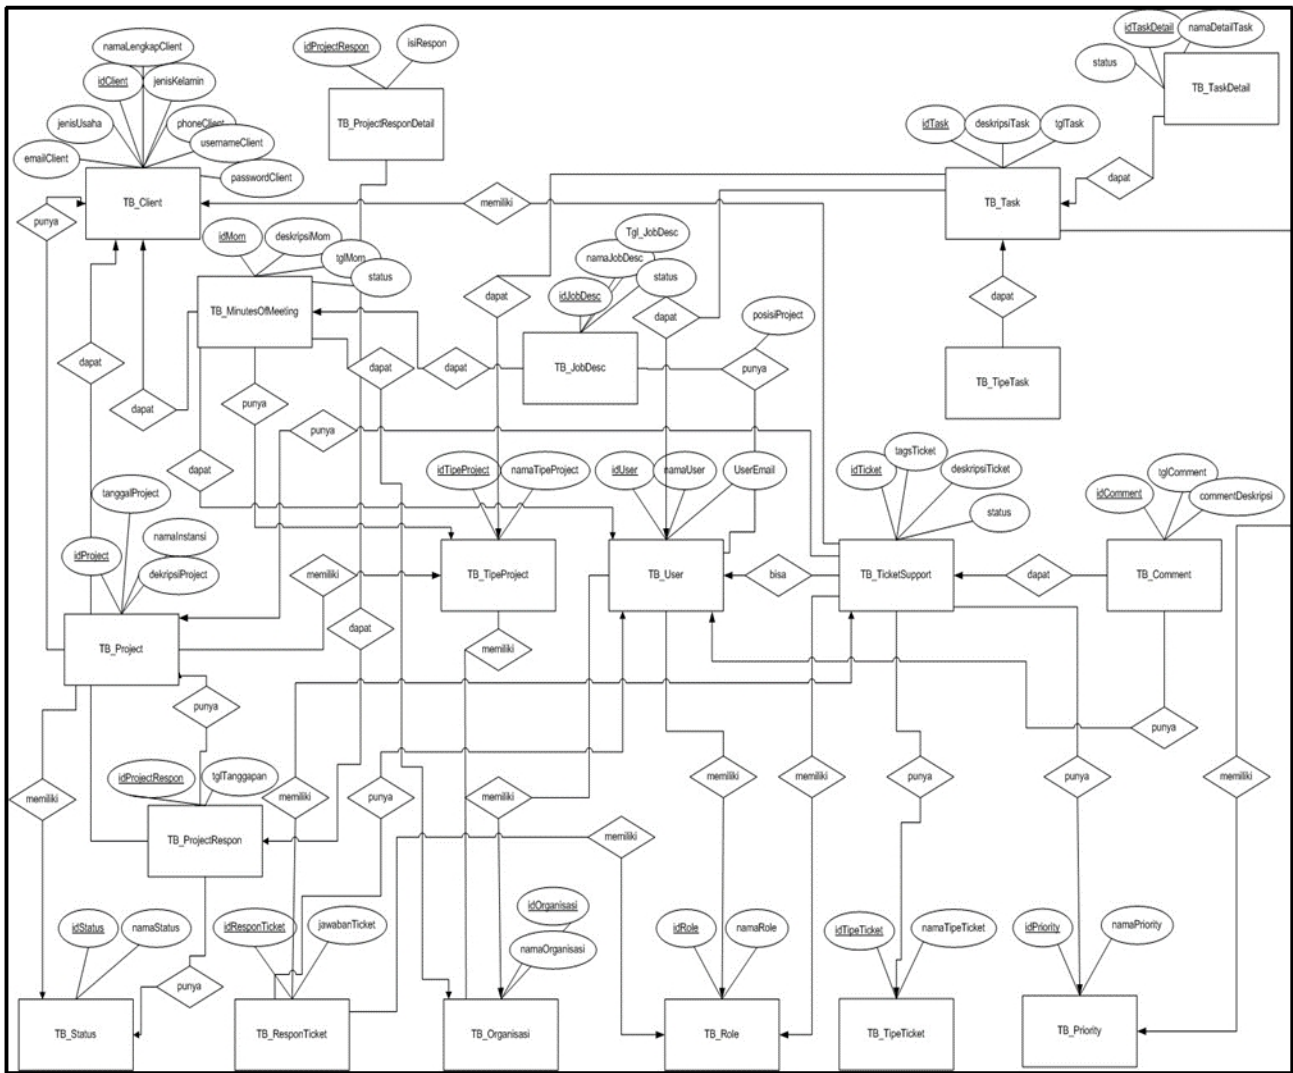 namaLengkapClient
idClient
jenisKelamin
jenisUsaha
phoneClient
usernameClient
emailClient
passwordClient
TB_Client
idProjectRespon
isiRespon
TB_ProjectResponDetail
idTaskDetail
namaDetailTask
status
TB_TaskDetail
idTask
deskripsiTask
tglTask
dapat
TB_Task
punya
memiliki
idMom
deskripsiMom
tglMom
status
TB_MinutesOfMeeting
Tgl_JobDesc
namaJobDesc
status
idJobDesc
dapat
dapat
dapat
posisiProject
TB_JobDesc
punya
TB_TipeTask
dapat
dapat
dapat
dapat
punya
punya
dapat
idTipeProject
namaTipeProject
idUser
namaUser
UserEmail
idTicket
tagsTicket
deskripsiTicket
status
idComment
tglComment
commentDeskripsi
tanggalProject
idProject
namaInstansi
dekripsiProject
memiliki
TB_TipeProject
TB_User
bisa
TB_TicketSupport
dapat
TB_Comment
TB_Project
dapat
memiliki
punya
punya
idProjectRespon
tglTanggapan
memiliki
memiliki
punya
memiliki
memiliki
memiliki
punya
punya
memiliki
TB_ProjectRespon
memiliki
idStatus
namaStatus
idResponTicket
jawabanTicket
idOrganisasi
namaOrganisasi
idRole
namaRole
idTipeTicket
namaTipeTicket
idPriority
namaPriority
punya
TB_Status
TB_ResponTicket
TB_Organisasi
TB_Role
TB_TipeTicket
TB_Priority